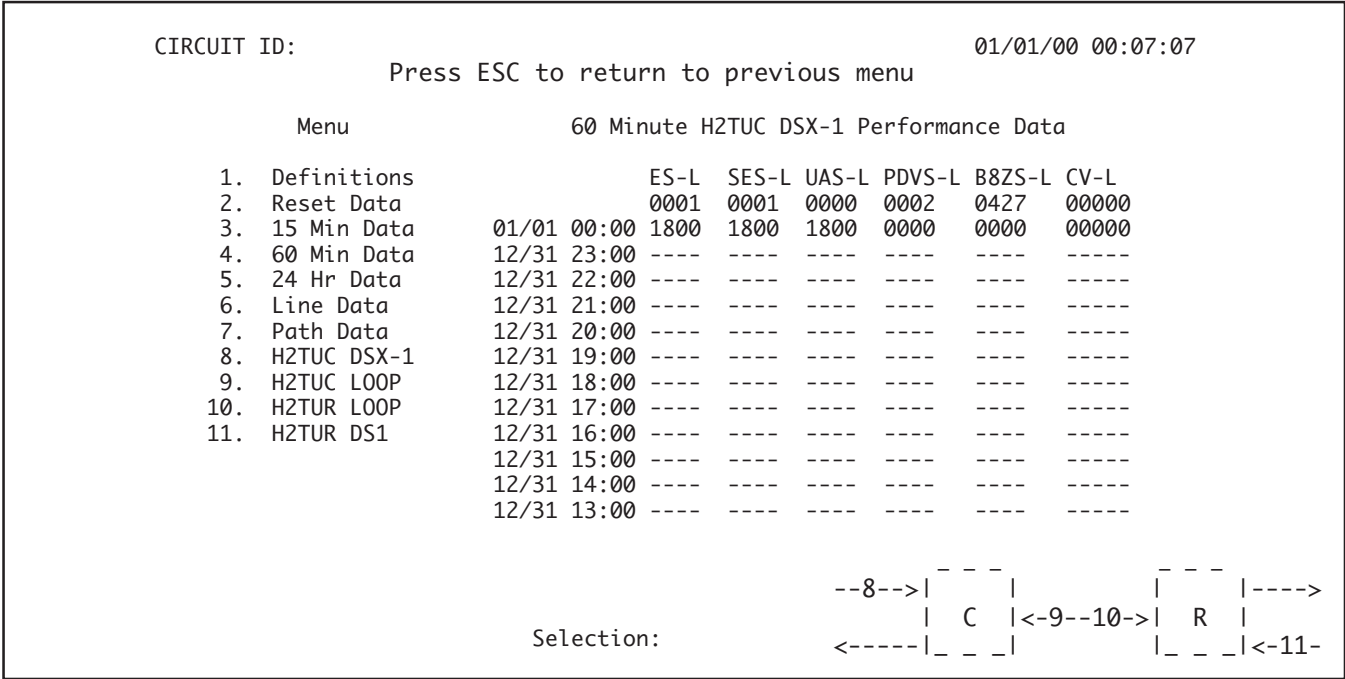 CIRCUIT ID: 01/01/00 00:07:07
Press ESC to return to previous menu
Menu 60 Minute H2TUC DSX-1 Performance Data
1. Definitions ES-L SES-L UAS-L PDVS-L B8ZS-L CV-L
2. Reset Data 0001 0001 0000 0002 0427 00000
3. 15 Min Data 01/01 00:00 1800 1800 1800 0000 0000 00000
4. 60 Min Data 12/31 23:00 ---- ---- ---- ---- ---- -----
5. 24 Hr Data 12/31 22:00 ---- ---- ---- ---- ---- -----
6. Line Data 12/31 21:00 ---- ---- ---- ---- ---- -----
7. Path Data 12/31 20:00 ---- ---- ---- ---- ---- -----
8. H2TUC DSX-1 12/31 19:00 ---- ---- ---- ---- ---- -----
9. H2TUC LOOP 12/31 18:00 ---- ---- ---- ---- ---- -----
10. H2TUR LOOP 12/31 17:00 ---- ---- ---- ---- ---- -----
11. H2TUR DS1 12/31 16:00 ---- ---- ---- ---- ---- -----
12/31 15:00 ---- ---- ---- ---- ---- -----
12/31 14:00 ---- ---- ---- ---- ---- -----
12/31 13:00 ---- ---- ---- ---- ---- -----
_ _ _ _ _ _
--8-->| | | |---->
| C |<-9--10->| R |
Selection: <-----|_ _ _| |_ _ _|<-11-